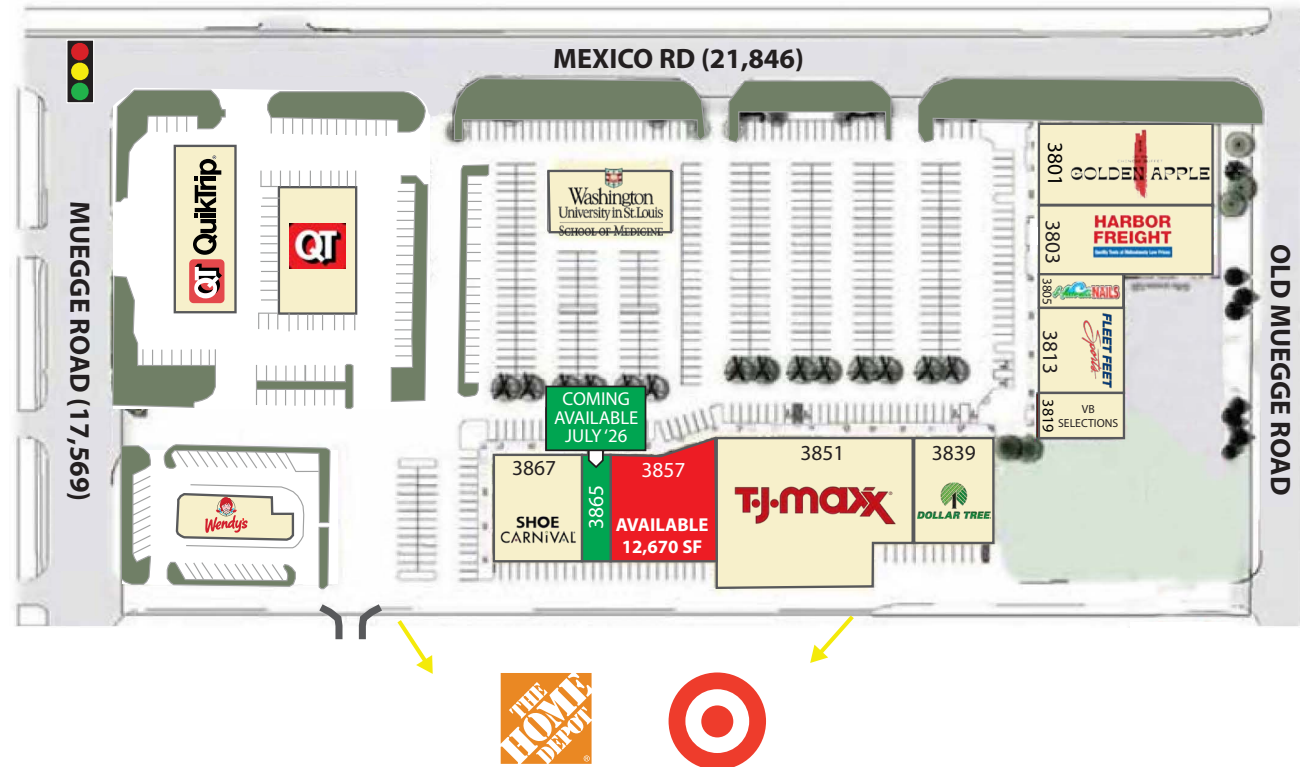 MEXICO RD (21,846)
MUEGGE ROAD (17,569)
OLD MUEGGE ROAD
QT QuikTrip
QT
Washington
University in St. Louis
SCHOOL OF MEDICINE
3801
GOLDEN APPLE
3803
HARBOR
FREIGHT
3805
NAILS
3813
FLEET FEET
Sports
3819
VB
SELECTIONS
COMING
AVAILABLE
JULY '26
3867
SHOE
CARNIVAL
3865
3857
AVAILABLE
12,670 SF
3851
T·J·maxx
3839
DOLLAR TREE
Wendy's
THE
HOME
DEPOT